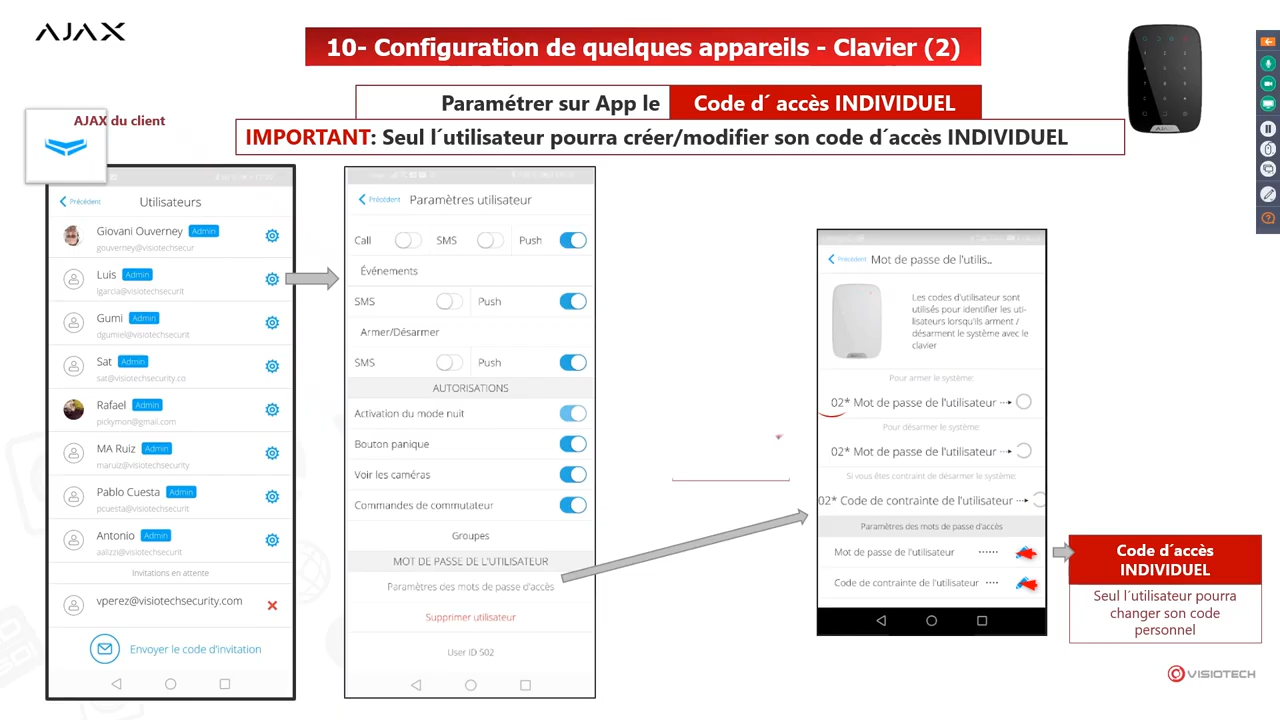 AJAX
10- Configuration de quelques appareils - Clavier (2)
Paramétrer sur App le Code d´ accès INDIVIDUEL
AJAX du client
IMPORTANT: Seul l´utilisateur pourra créer/modifier son code d´accès INDIVIDUEL
Précédent Utilisateurs
Giovani Ouverney Admin
gouverney@visiotechsecur
Luis Admin
lgarcia@visiotechsecurit
Gumi Admin
dgumiel@visiotechsecurit
Sat Admin
sat@visiotechsecurity.co
Rafael Admin
pickymon@gmail.com
MA Ruiz Admin
maruiz@visiotechsecurity
Pablo Cuesta Admin
pcuesta@visiotechsecurit
Antonio Admin
aalizzi@visiotechsecurit
Invitations en attente
vperez@visiotechsecurity.com
Envoyer le code d'invitation
Précédent Paramètres utilisateur
Call SMS Push
Événements
SMS Push
Armer/Désarmer
SMS Push
AUTORISATIONS
Activation du mode nuit
Bouton panique
Voir les caméras
Commandes de commutateur
Groupes
MOT DE PASSE DE L'UTILISATEUR
Paramètres des mots de passe d'accès
Supprimer utilisateur
User ID 502
Précédent Mot de passe de l'utilis..
Les codes d'utilisateur sont
utilisés pour identifier les uti-
lisateurs lorsqu'ils arment /
désarment le système avec le
clavier
Pour armer le système:
02* Mot de passe de l'utilisateur
Pour désarmer le système:
02* Mot de passe de l'utilisateur
Si vous êtes contraint de désarmer le système:
02* Code de contrainte de l'utilisateur
Paramètres des mots de passe d'accès
Mot de passe de l'utilisateur ······
Code de contrainte de l'utilisateur ····
Code d´accès
INDIVIDUEL
Seul l´utilisateur pourra
changer son code
personnel
VISIOTECH